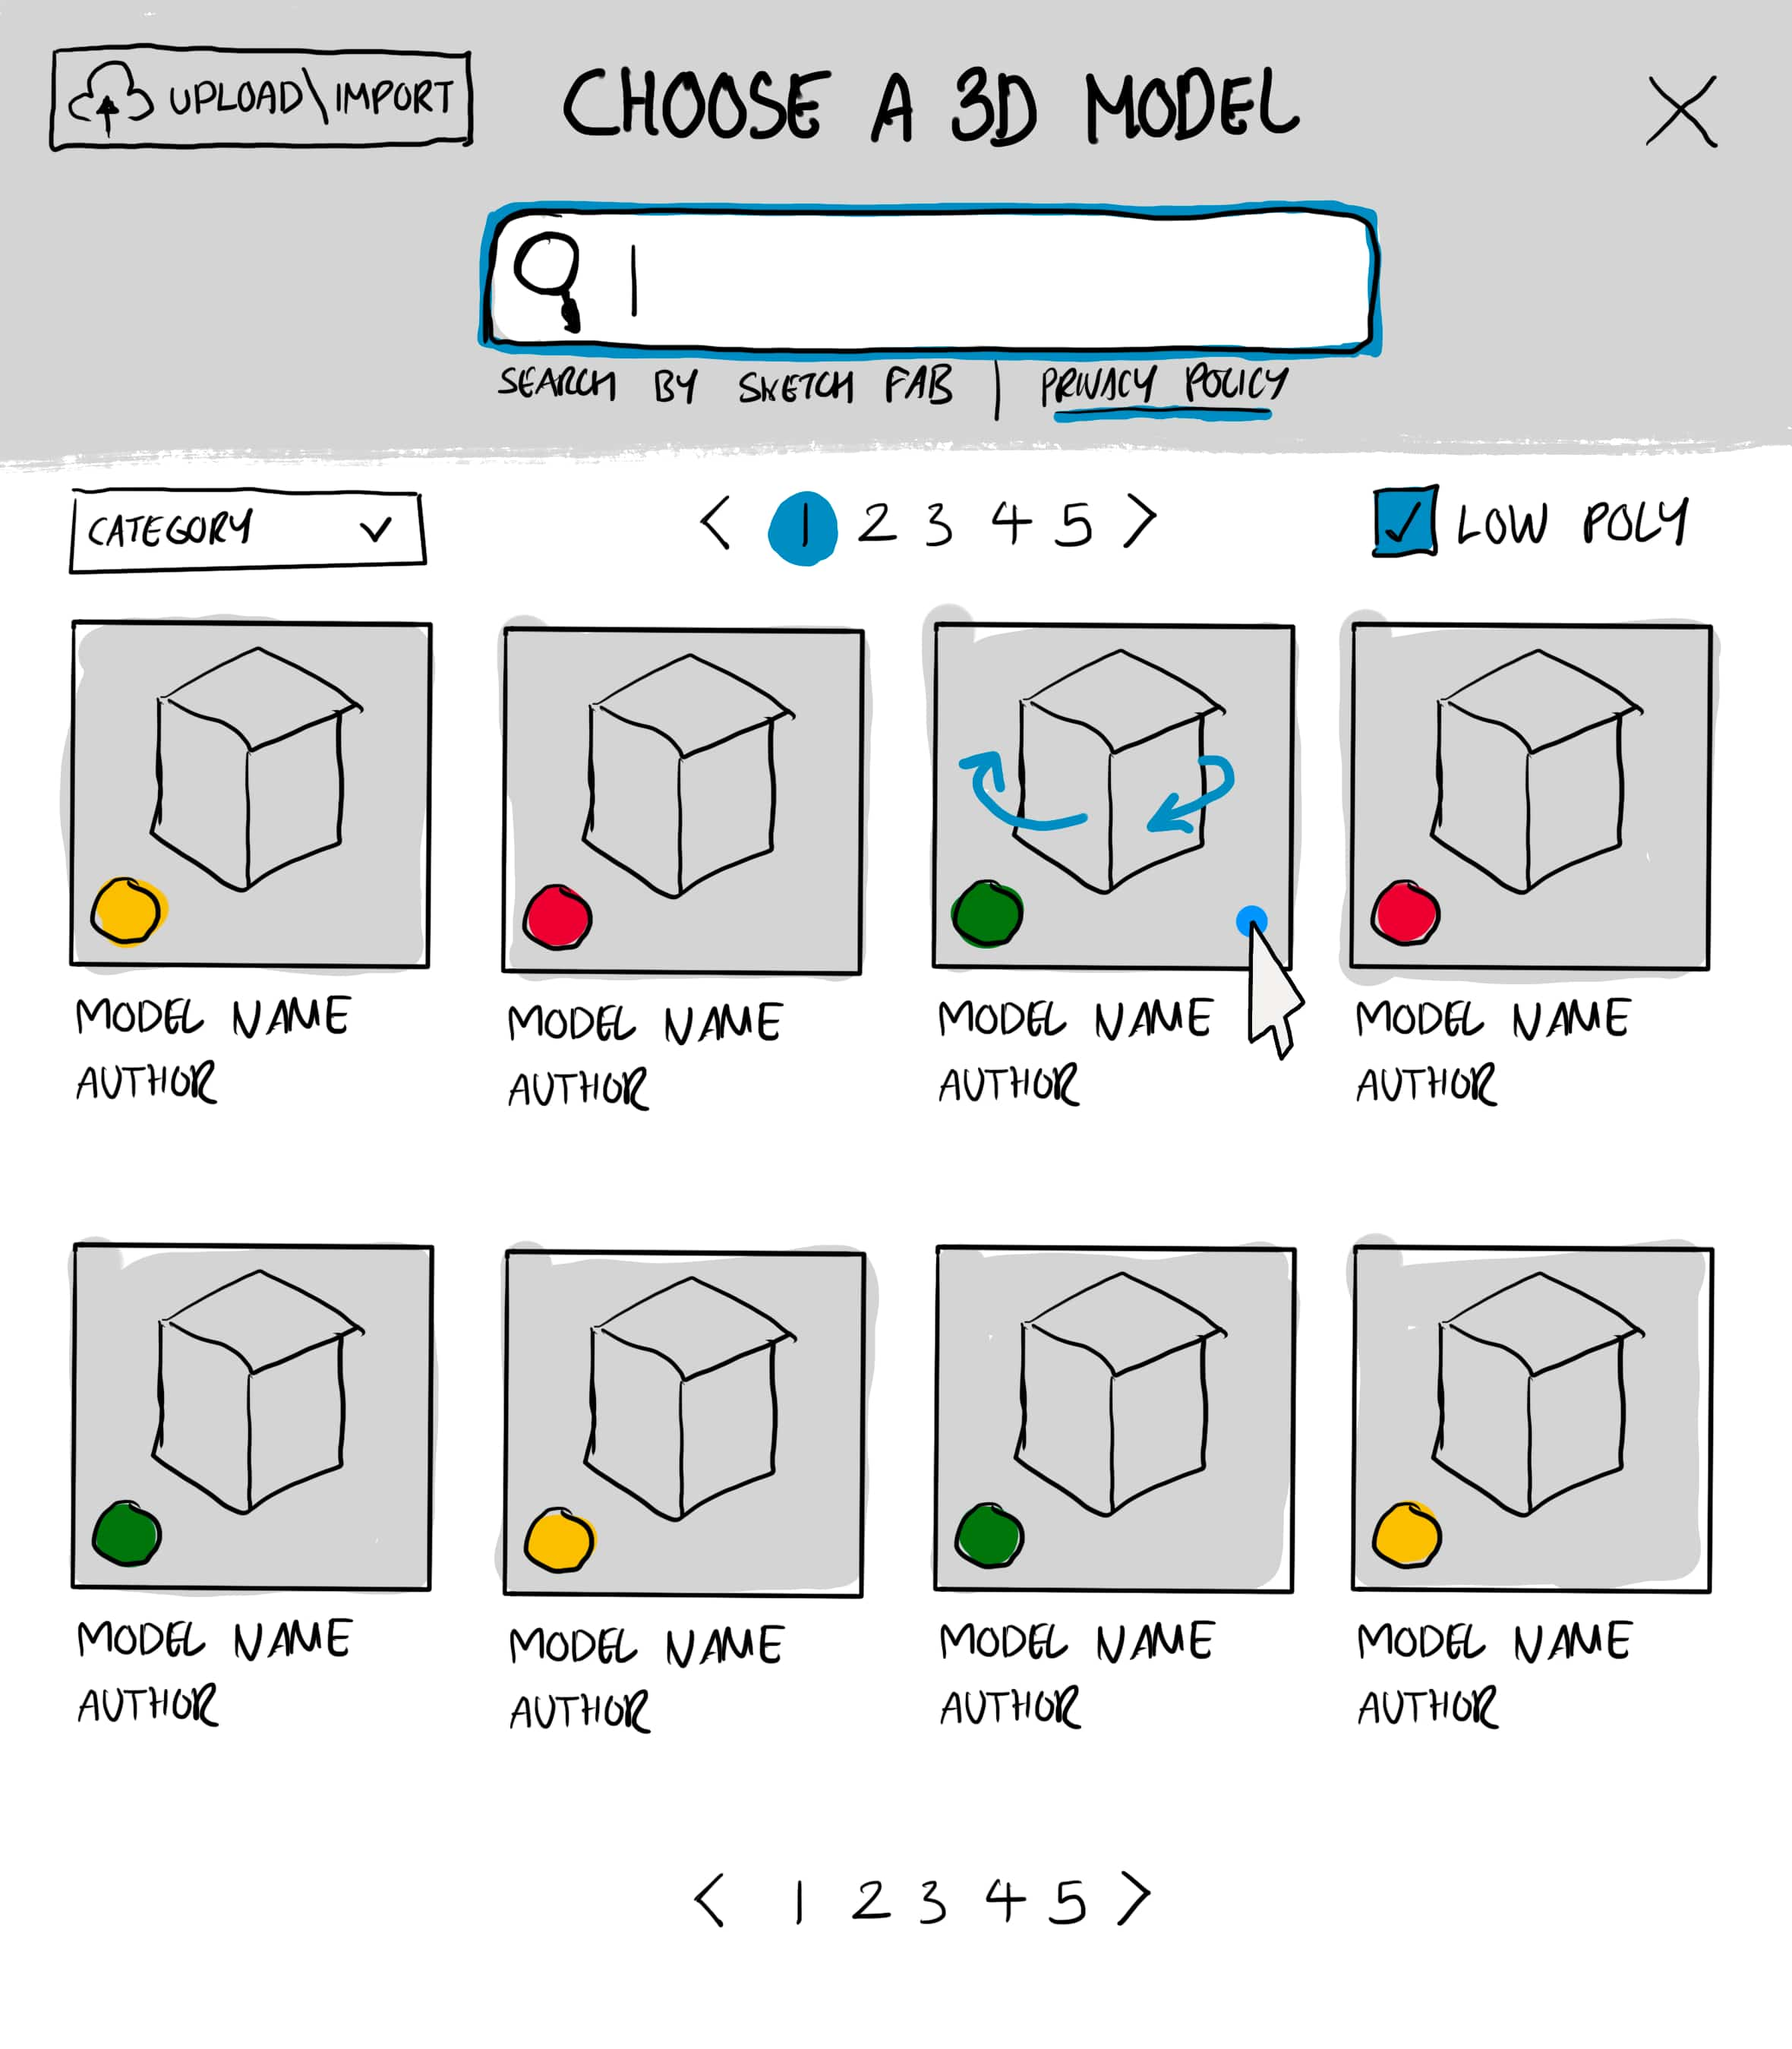 UPLOAD\IMPORT
CHOOSE A 3D MODEL
SEARCH BY SKETCH FAB | PRIVACY POLICY
CATEGORY
< 1 2 3 4 5 >
LOW POLY
MODEL NAME
AUTHOR
MODEL NAME
AUTHOR
MODEL NAME
AUTHOR
MODEL NAME
AUTHOR
MODEL NAME
AUTHOR
MODEL NAME
AUTHOR
MODEL NAME
AUTHOR
MODEL NAME
AUTHOR
< 1 2 3 4 5 >